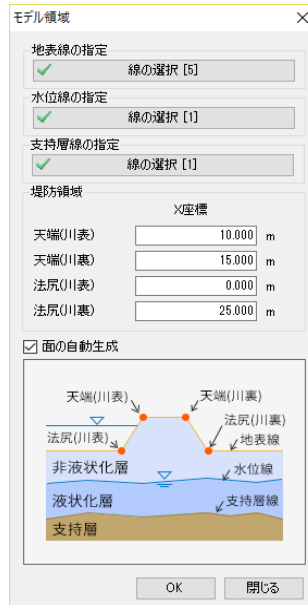 モデル領域
地表線の指定
線の選択 [5]
水位線の指定
線の選択 [1]
支持層線の指定
線の選択 [1]
堤防領域
X座標
天端(川表) 10.000 m
天端(川裏) 15.000 m
法尻(川表) 0.000 m
法尻(川裏) 25.000 m
面の自動生成
天端(川表) 天端(川裏)
法尻(川裏)
法尻(川表) 地表線
非液状化層 水位線
液状化層 支持層線
支持層
OK 閉じる